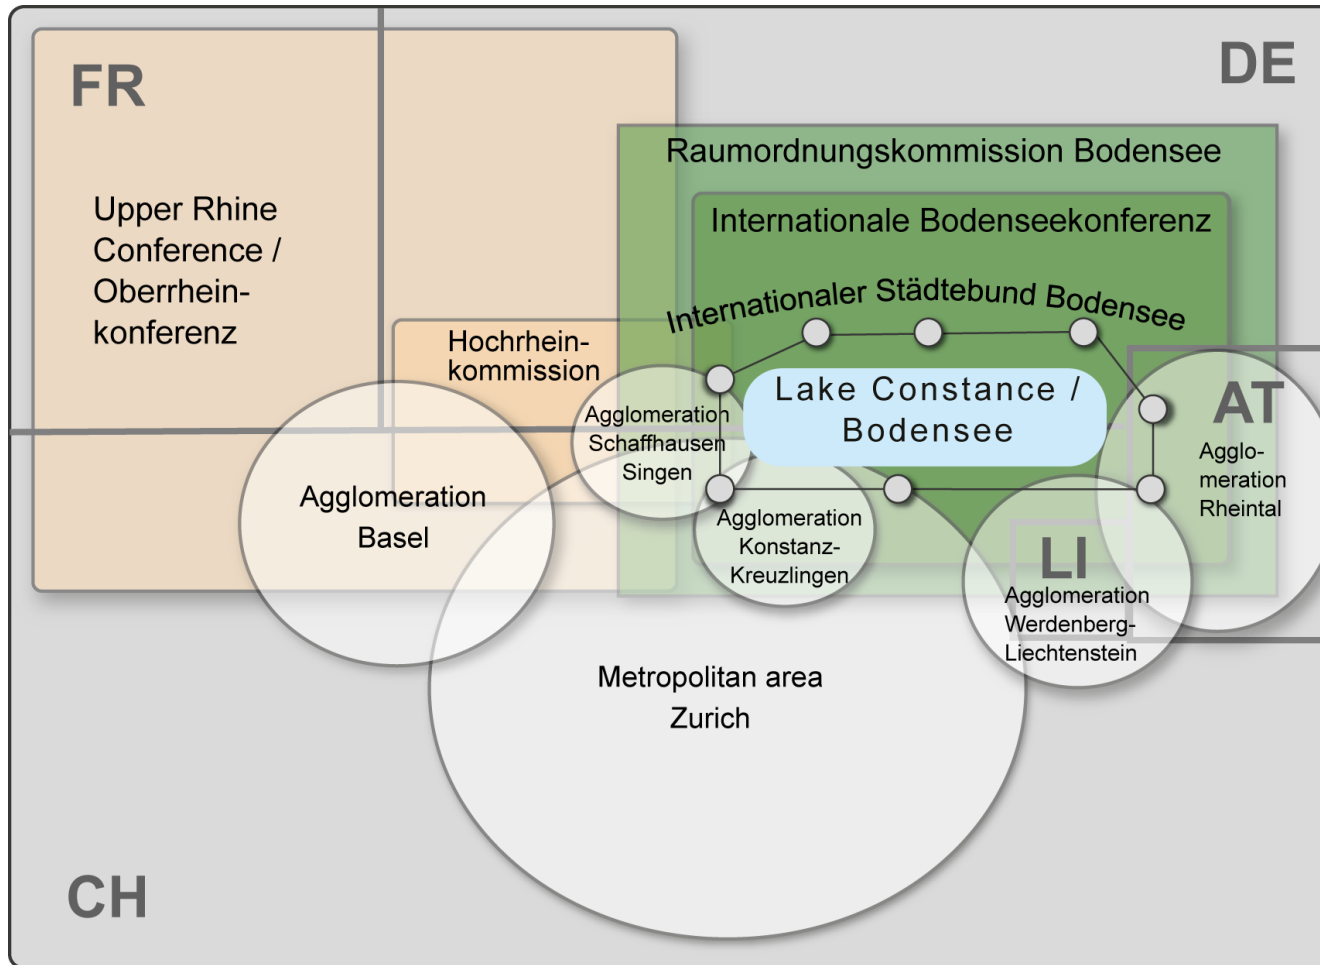 FR
DE
Raumordnungskommission Bodensee
Upper Rhine
Conference /
Oberrhein-
konferenz
Internationale Bodenseekonferenz
Internationaler Städtebund Bodensee
Hochrhein-
kommission
Lake Constance /
Bodensee
AT
Agglo-
meration
Rheintal
Agglomeration
Schaffhausen
Singen
Agglomeration
Basel
Agglomeration
Konstanz-
Kreuzlingen
LI
Agglomeration
Werdenberg-
Liechtenstein
Metropolitan area
Zurich
CH